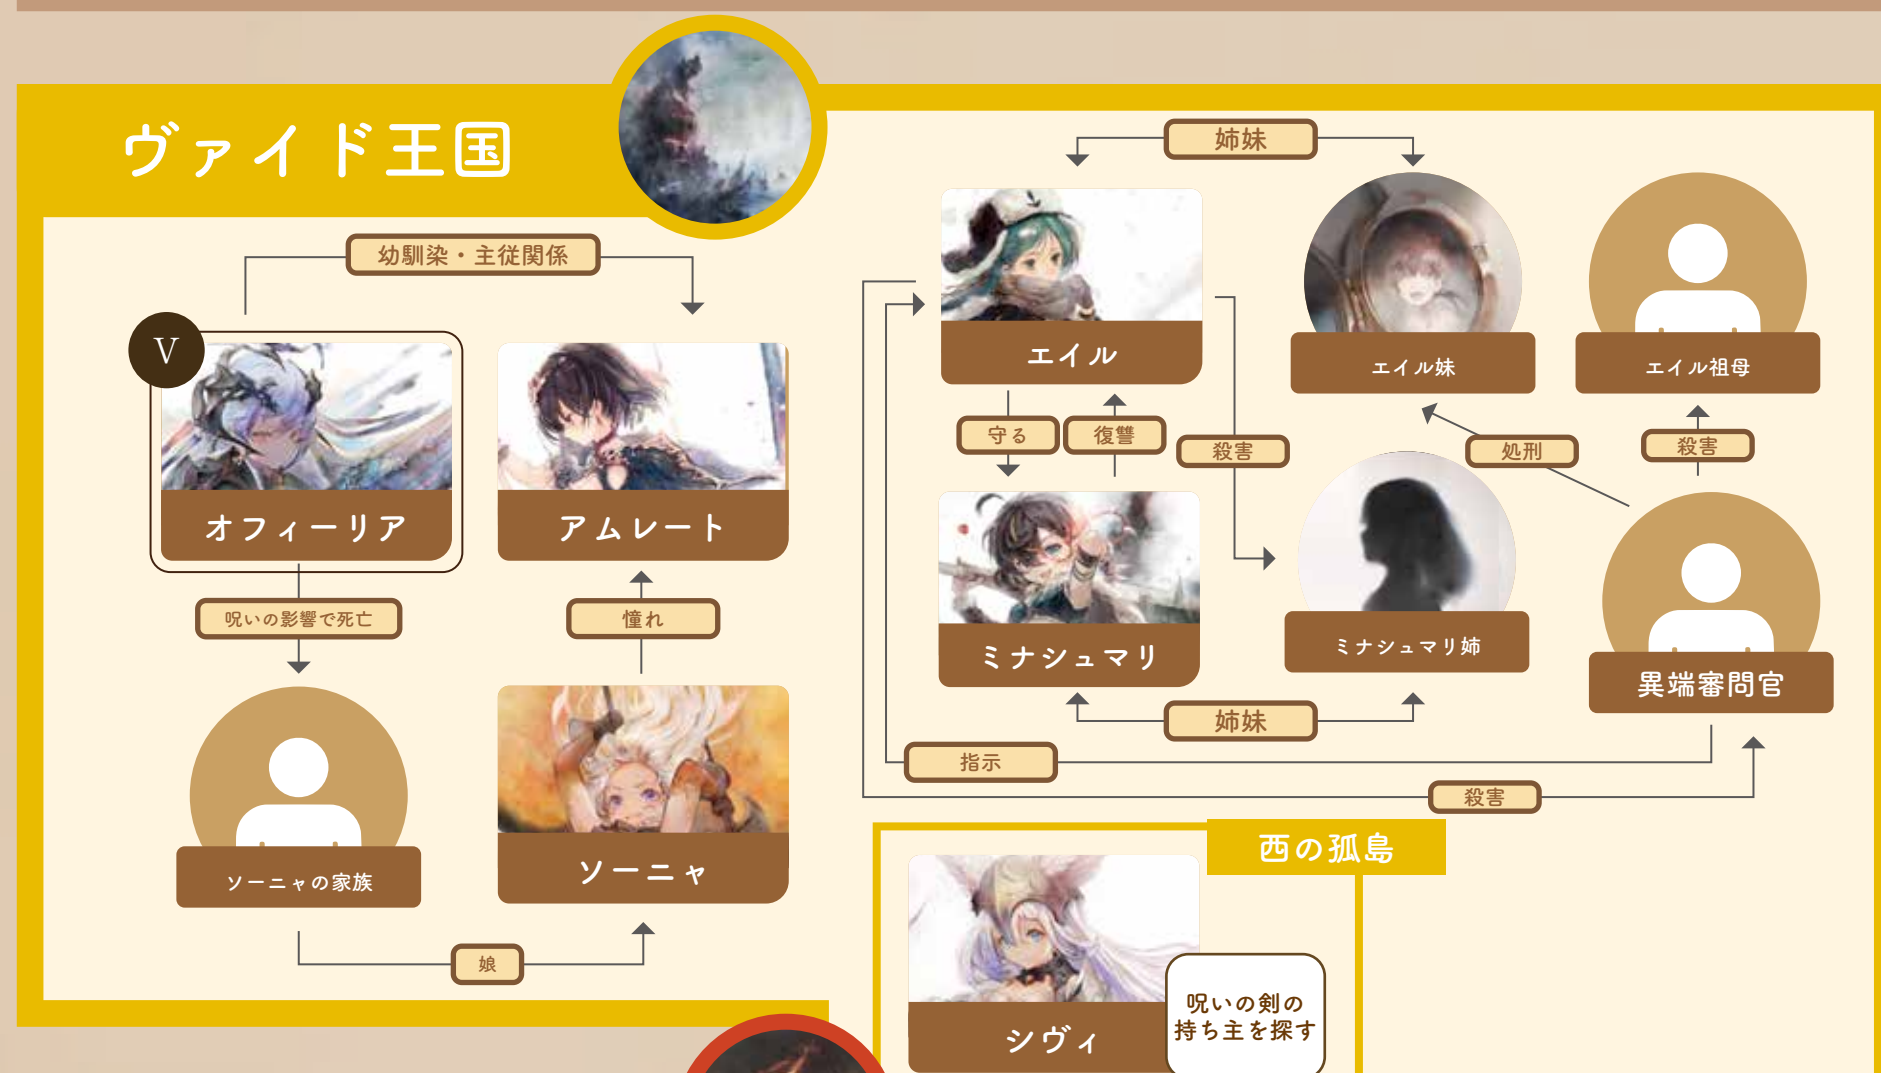 ヴァイド王国
幼馴染・主従関係
V
オフィーリア
アムレート
呪いの影響で死亡
憧れ
ソーニャの家族
ソーニャ
娘
姉妹
エイル
エイル妹
エイル祖母
守る
復讐
殺害
処刑
殺害
ミナシュマリ
ミナシュマリ姉
異端審問官
姉妹
指示
殺害
西の孤島
シヴィ
呪いの剣の
持ち主を探す